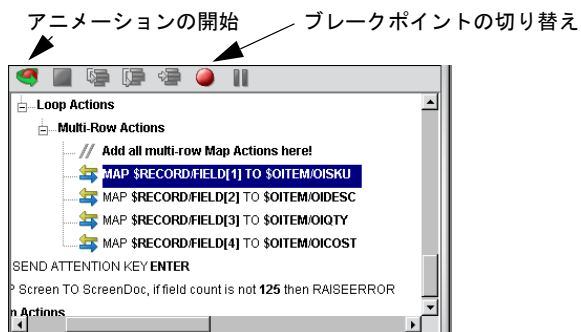 アニメーションの開始
ブレークポイントの切り替え
Loop Actions
Multi-Row Actions
// Add all multi-row Map Actions here!
MAP $RECORD/FIELD[1] TO $OITEM/OISKU
MAP $RECORD/FIELD[2] TO $OITEM/OIDESC
MAP $RECORD/FIELD[3] TO $OITEM/OIQTY
MAP $RECORD/FIELD[4] TO $OITEM/OICOST
SEND ATTENTION KEY ENTER
Screen TO ScreenDoc, if field count is not 125 then RAISEERROR
n Actions